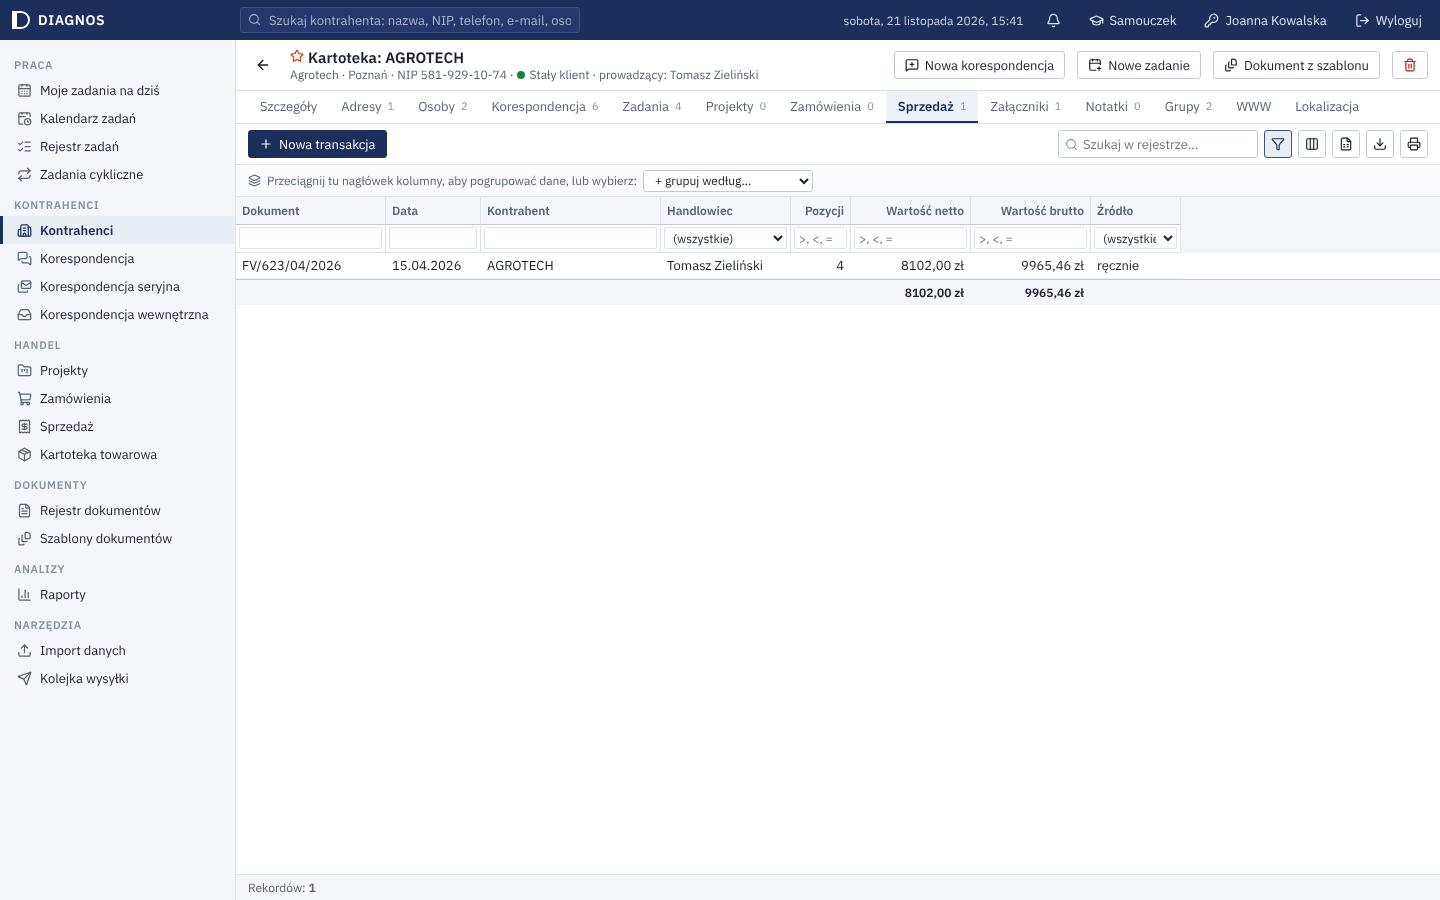 DIAGNOS
Szukaj kontrahenta: nazwa, NIP, telefon, e-mail, oso
sobota, 21 listopada 2026, 15:41
Samouczek
Joanna Kowalska
Wyloguj
PRACA
Moje zadania na dziś
Kalendarz zadań
Rejestr zadań
Zadania cykliczne
KONTRAHENCI
Kontrahenci
Korespondencja
Korespondencja seryjna
Korespondencja wewnętrzna
HANDEL
Projekty
Zamówienia
Sprzedaż
Kartoteka towarowa
DOKUMENTY
Rejestr dokumentów
Szablony dokumentów
ANALIZY
Raporty
NARZĘDZIA
Import danych
Kolejka wysyłki
Kartoteka: AGROTECH
Agrotech · Poznań · NIP 581-929-10-74 · Stały klient · prowadzący: Tomasz Zieliński
Nowa korespondencja
Nowe zadanie
Dokument z szablonu
Szczegóły Adresy 1 Osoby 2 Korespondencja 6 Zadania 4 Projekty 0 Zamówienia 0 Sprzedaż 1 Załączniki 1 Notatki 0 Grupy 2 WWW Lokalizacja
Nowa transakcja
Szukaj w rejestrze...
Przeciągnij tu nagłówek kolumny, aby pogrupować dane, lub wybierz: + grupuj według...
Dokument Data Kontrahent Handlowiec Pozycji Wartość netto Wartość brutto Źródło
(wszystkie) >, <, = >, <, = >, <, = (wszystkie
FV/623/04/2026 15.04.2026 AGROTECH Tomasz Zieliński 4 8102,00 zł 9965,46 zł ręcznie
8102,00 zł 9965,46 zł
Rekordów: 1